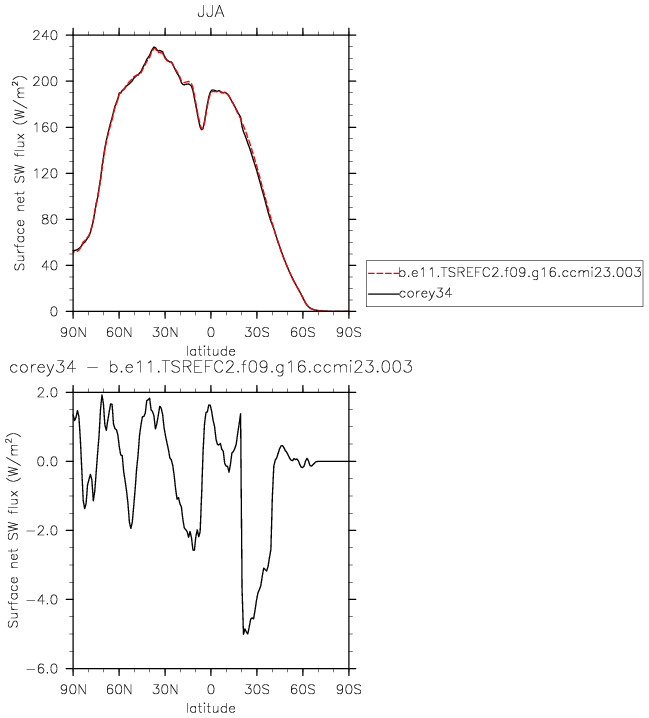 JJA
Surface net SW flux (W/m²)
240
200
160
120
80
40
0
90N 60N 30N 0 30S 60S 90S
latitude
b.e11.TSREFC2.f09.g16.ccmi23.003
corey34
corey34 − b.e11.TSREFC2.f09.g16.ccmi23.003
Surface net SW flux (W/m²)
2.0
0.0
−2.0
−4.0
−6.0
90N 60N 30N 0 30S 60S 90S
latitude